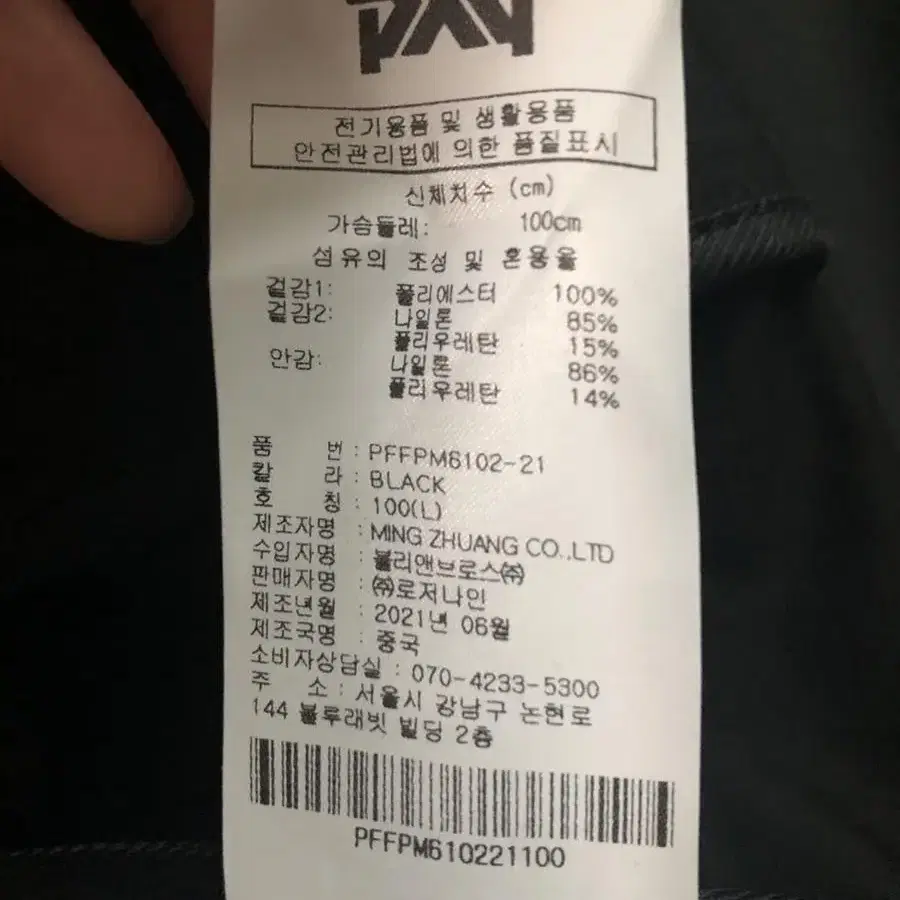 전기용품 및 생활용품
안전관리법에 의한 품질표시
신체치수 (cm)
가슴둘레: 100cm
섬유의 조성 및 혼용율
겉감1: 폴리에스터 100%
겉감2: 나일론 85%
폴리우레탄 15%
안감: 나일론 86%
폴리우레탄 14%
품 번 : PFFPM6102-21
칼 라 : BLACK
호 칭 : 100(L)
제조자명 : MING ZHUANG CO.,LTD
수입자명 : 볼리앤브로스㈜
판매자명 : ㈜로저나인
제조년월 : 2021년 06월
제조국명 : 중국
소비자상담실 : 070-4233-5300
주 소 : 서울시 강남구 논현로
144 블루래빗 빌딩 2층
PFFPM610221100